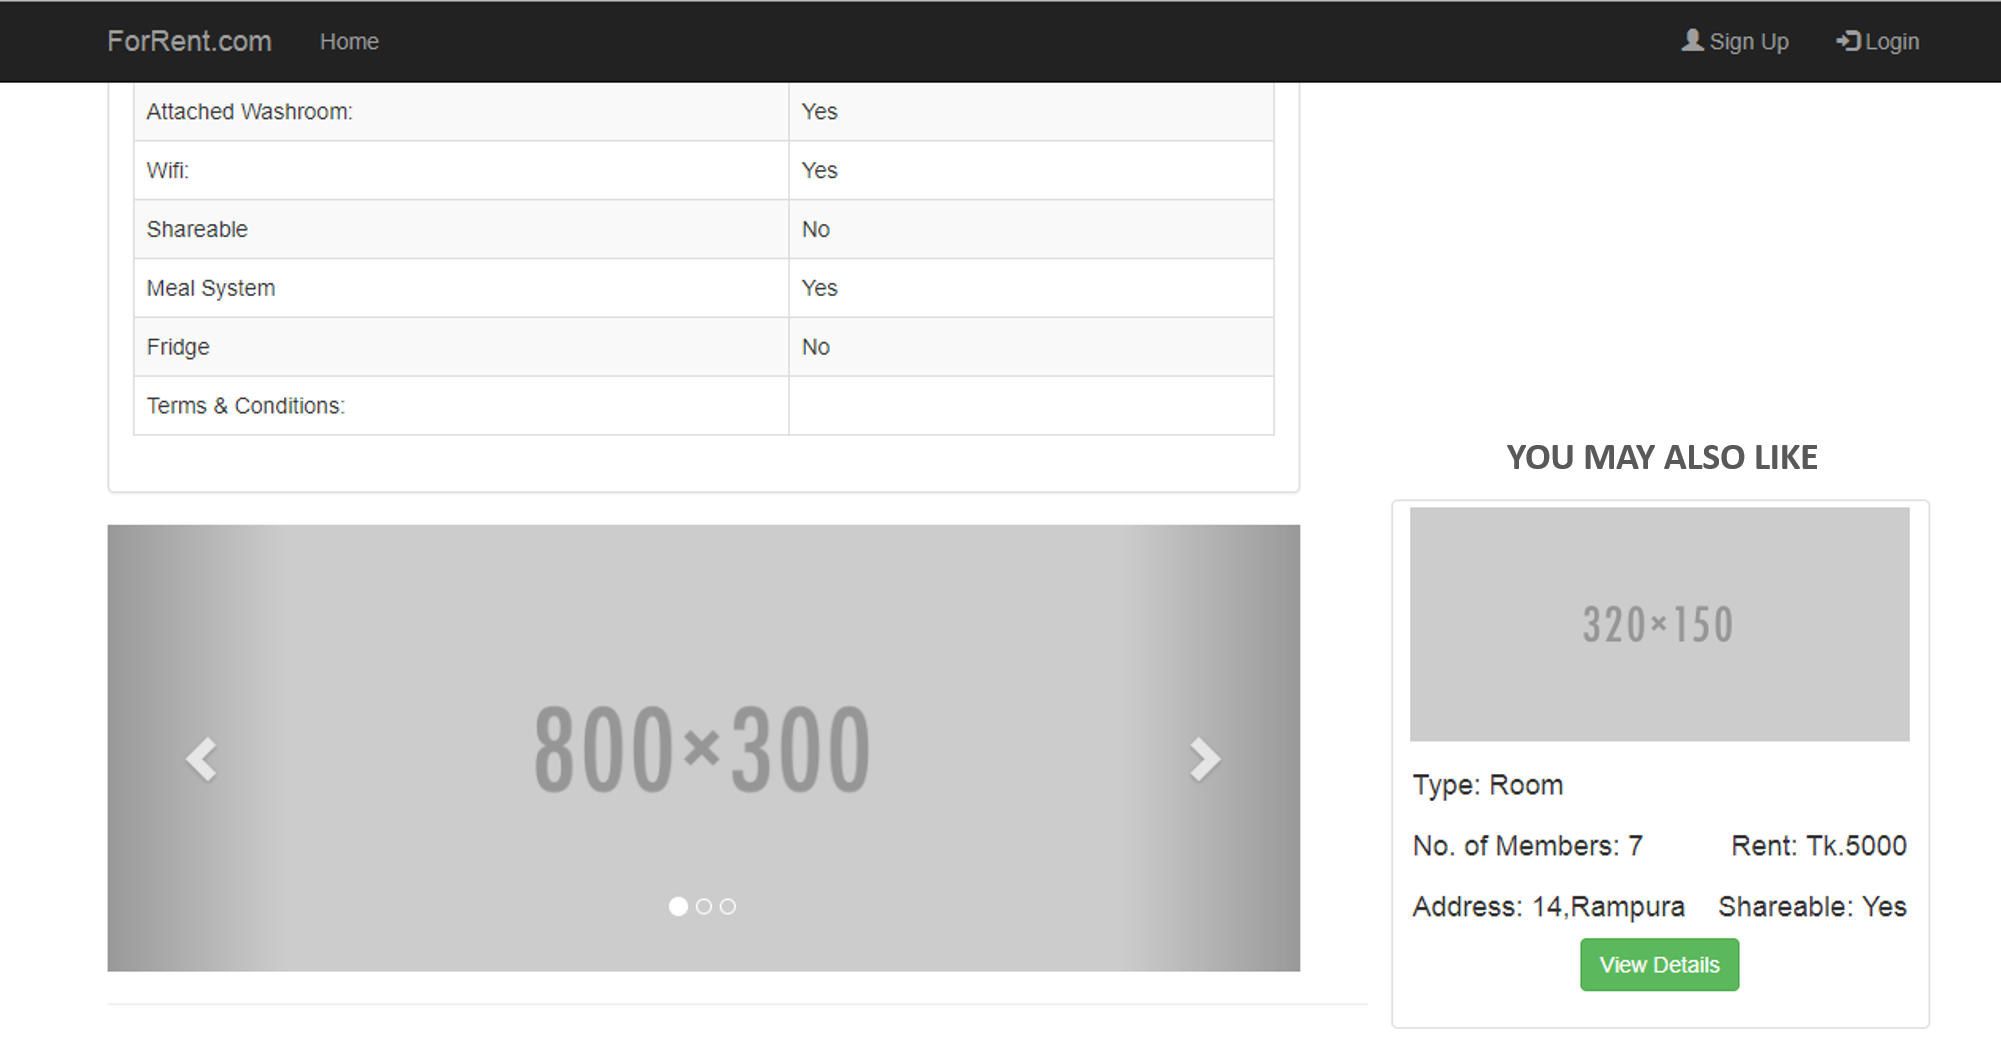 ForRent.com Home Sign Up Login
Attached Washroom: Yes
Wifi: Yes
Shareable No
Meal System Yes
Fridge No
Terms & Conditions:
800×300
YOU MAY ALSO LIKE
320×150
Type: Room
No. of Members: 7 Rent: Tk.5000
Address: 14,Rampura Shareable: Yes
View Details